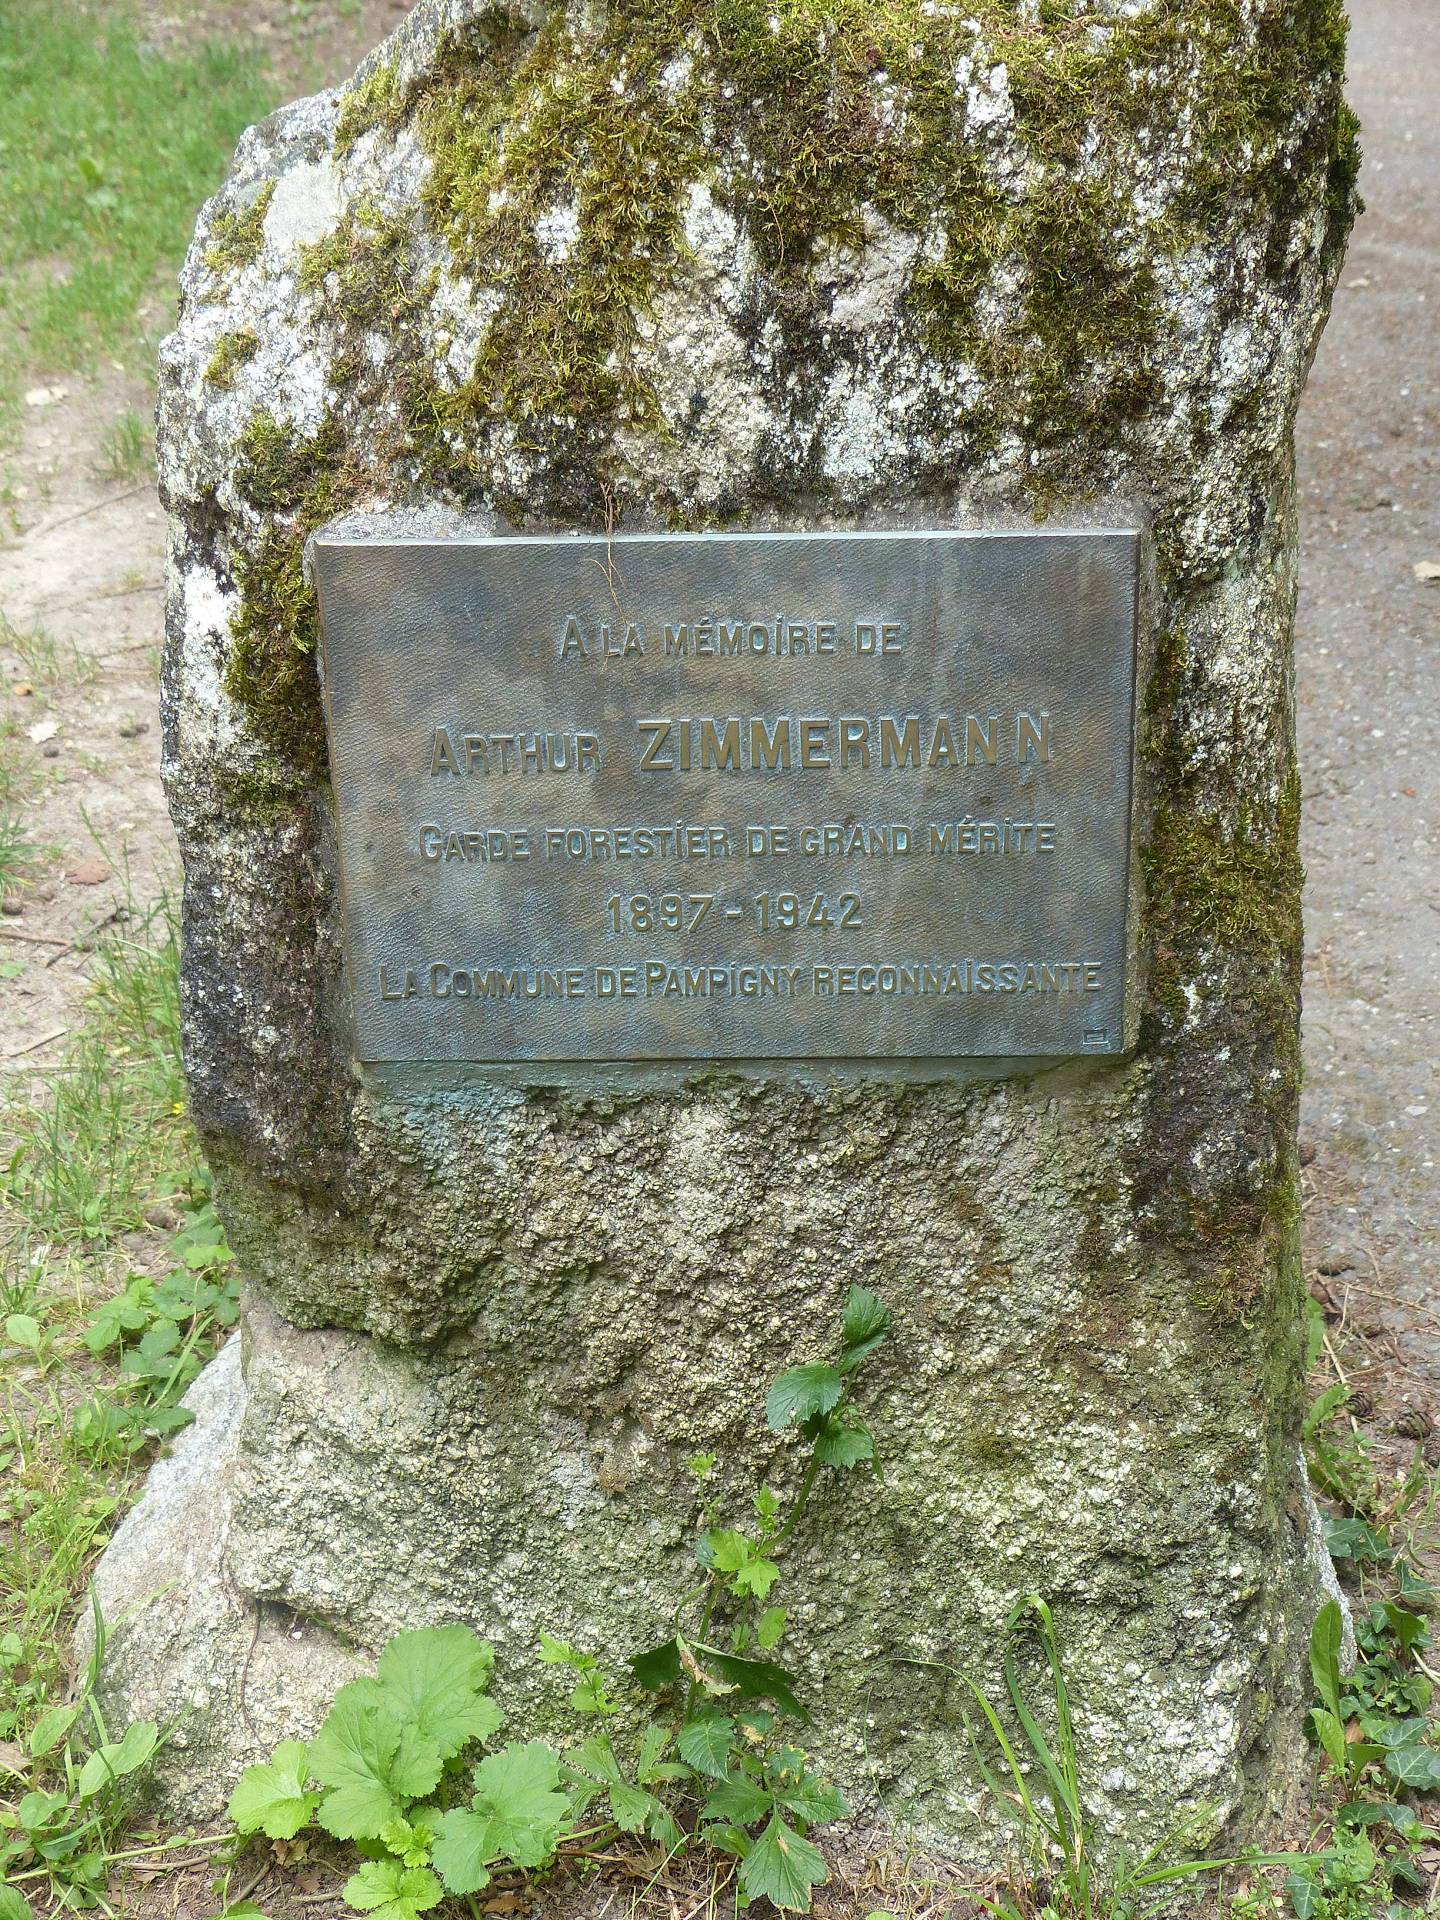 A LA MÉMOIRE DE
ARTHUR ZIMMERMANN
GARDE FORESTIER DE GRAND MÉRITE
1897-1942
LA COMMUNE DE PAMPIGNY RECONNAISSANTE